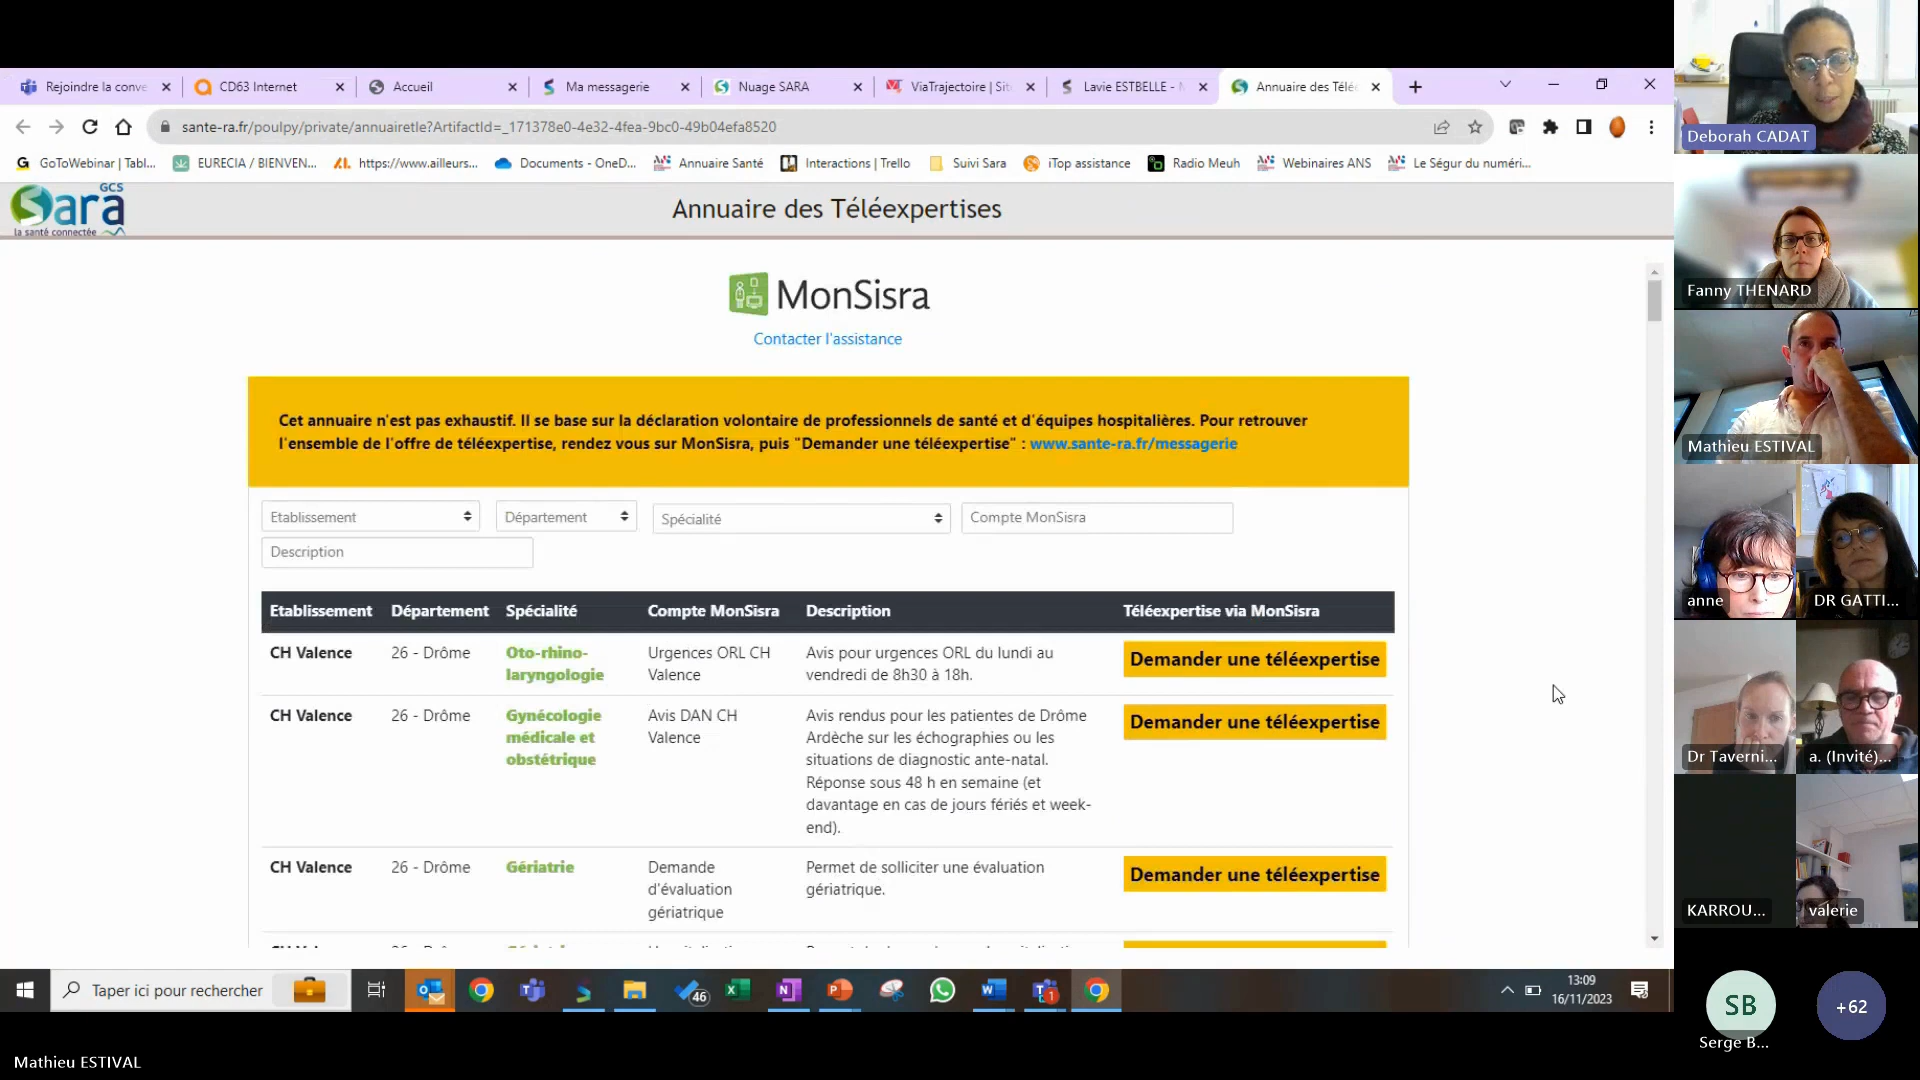 Rejoindre la conve
CD63 Internet
Accueil
Ma messagerie
Nuage SARA
ViaTrajectoire | Sit
Lavie ESTBELLE - M
Annuaire des Télé
sante-ra.fr/poulpy/private/annuairetle?ArtifactId=_171378e0-4e32-4fea-9bc0-49b04efa8520
GoToWebinar | Tabl...
EURECIA / BIENVEN...
https://www.ailleurs...
Documents - OneD...
Annuaire Santé
Interactions | Trello
Suivi Sara
iTop assistance
Radio Meuh
Webinaires ANS
Le Ségur du numéri...
GCS
Sara
la santé connectée
Annuaire des Téléexpertises
MonSisra
Contacter l'assistance
Cet annuaire n'est pas exhaustif. Il se base sur la déclaration volontaire de professionnels de santé et d'équipes hospitalières. Pour retrouver
l'ensemble de l'offre de téléexpertise, rendez vous sur MonSisra, puis "Demander une téléexpertise" : www.sante-ra.fr/messagerie
Etablissement
Département
Spécialité
Compte MonSisra
Description
Etablissement Département Spécialité Compte MonSisra Description Téléexpertise via MonSisra
CH Valence 26 - Drôme Oto-rhino- Urgences ORL CH Avis pour urgences ORL du lundi au Demander une téléexpertise
laryngologie Valence vendredi de 8h30 à 18h.
CH Valence 26 - Drôme Gynécologie Avis DAN CH Avis rendus pour les patientes de Drôme Demander une téléexpertise
médicale et Valence Ardèche sur les échographies ou les
obstétrique situations de diagnostic ante-natal.
Réponse sous 48 h en semaine (et
davantage en cas de jours fériés et week-
end).
CH Valence 26 - Drôme Gériatrie Demande Permet de solliciter une évaluation Demander une téléexpertise
d'évaluation gériatrique.
gériatrique
Taper ici pour rechercher
46
1
13:09
16/11/2023
Mathieu ESTIVAL
Deborah CADAT
Fanny THENARD
Mathieu ESTIVAL
anne
DR GATTI...
Dr Taverni...
a. (Invité)...
KARROU...
valerie
SB
Serge B...
+62